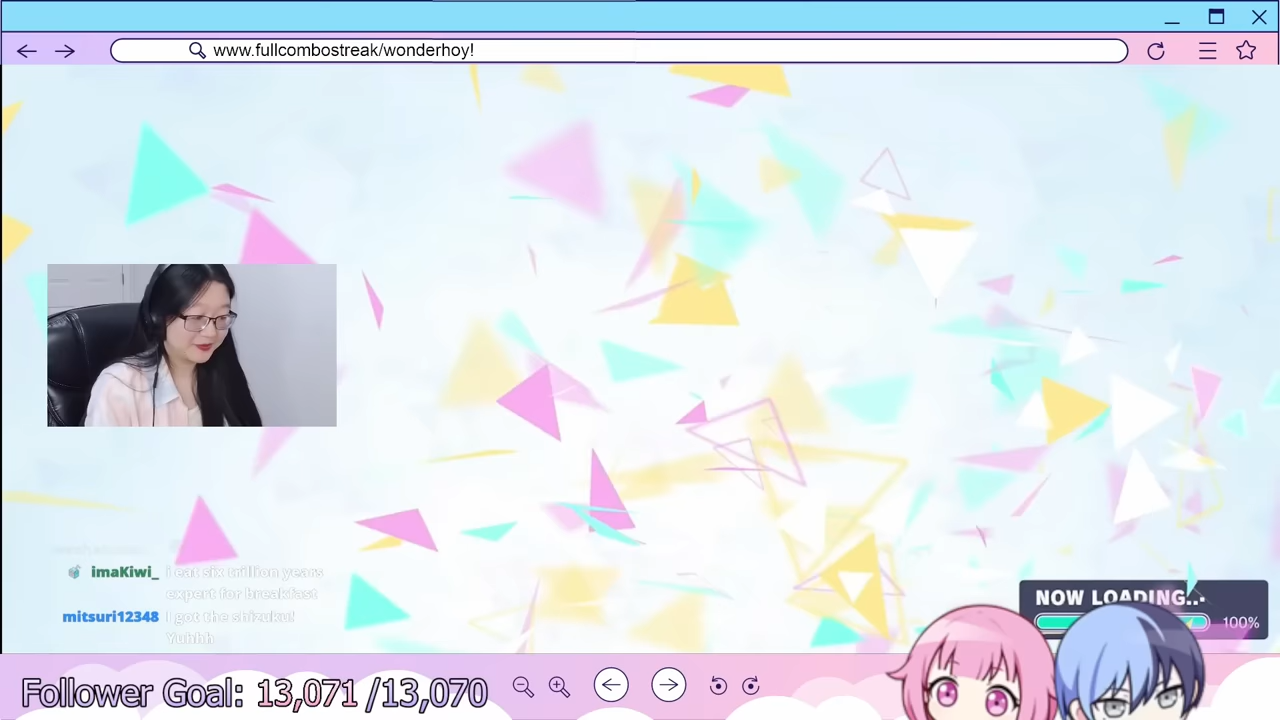 www.fullcombostreak/wonderhoy!
imaKiwi_ i eat six trillion years
expert for breakfast
mitsuri12348 I got the shizuku!
Yuhhh
NOW LOADING...
100%
Follower Goal: 13,071 /13,070